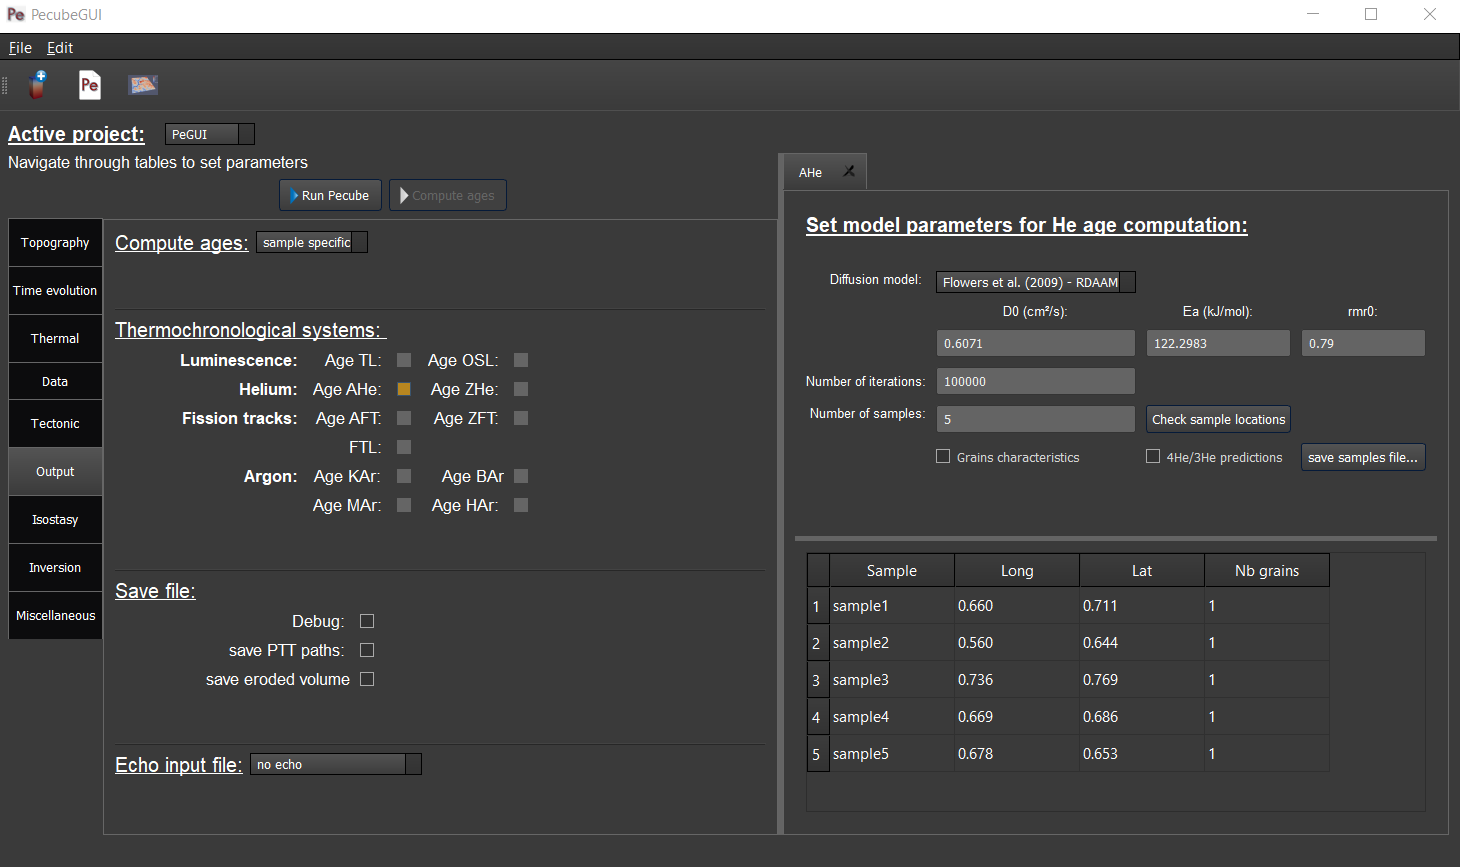 Pe PecubeGUI
File Edit
Pe
Active project: PeGUI
Navigate through tables to set parameters
Run Pecube Compute ages
Topography
Time evolution
Thermal
Data
Tectonic
Output
Isostasy
Inversion
Miscellaneous
Compute ages: sample specific
Thermochronological systems:
Luminescence: Age TL: Age OSL:
Helium: Age AHe: Age ZHe:
Fission tracks: Age AFT: Age ZFT:
FTL:
Argon: Age KAr: Age BAr
Age MAr: Age HAr:
Save file:
Debug:
save PTT paths:
save eroded volume
Echo input file: no echo
AHe
Set model parameters for He age computation:
Diffusion model: Flowers et al. (2009) - RDAAM
D0 (cm²/s): Ea (kJ/mol): rmr0:
0.6071 122.2983 0.79
Number of iterations: 100000
Number of samples: 5 Check sample locations
Grains characteristics 4He/3He predictions save samples file...
Sample Long Lat Nb grains
1 sample1 0.660 0.711 1
2 sample2 0.560 0.644 1
3 sample3 0.736 0.769 1
4 sample4 0.669 0.686 1
5 sample5 0.678 0.653 1